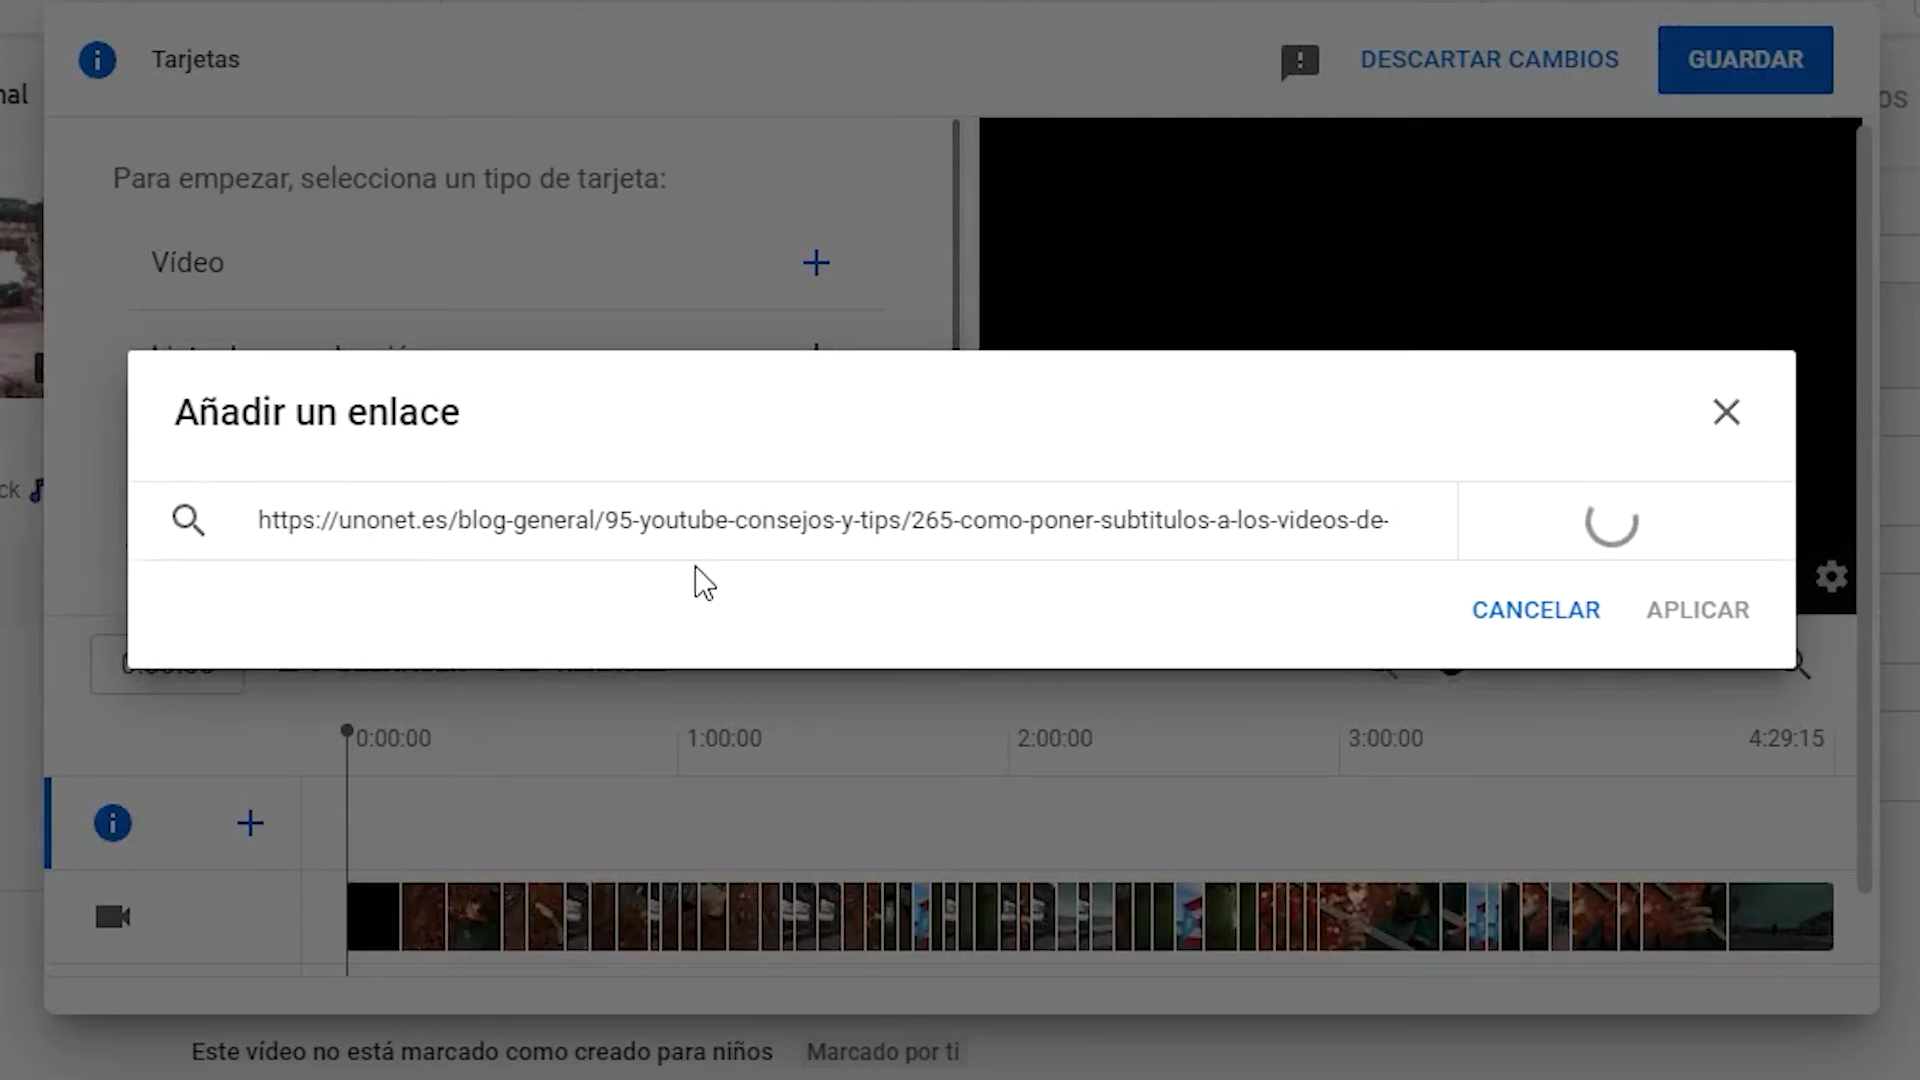 Tarjetas
DESCARTAR CAMBIOS
GUARDAR
Para empezar, selecciona un tipo de tarjeta:
Vídeo
Añadir un enlace
https://unonet.es/blog-general/95-youtube-consejos-y-tips/265-como-poner-subtitulos-a-los-videos-de-
CANCELAR
APLICAR
0:00:00
1:00:00
2:00:00
3:00:00
4:29:15
Este vídeo no está marcado como creado para niños
Marcado por ti